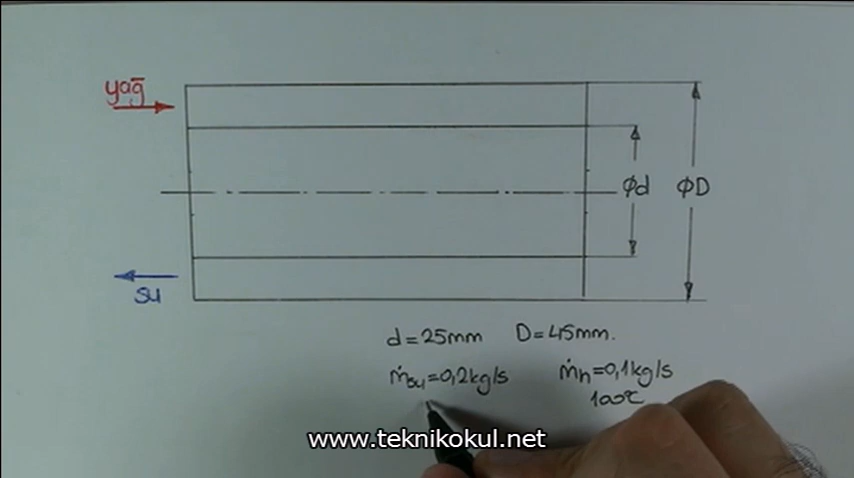 yağ
Φd
ΦD
su
d=25mm D=45mm.
ṁsu=0,2kg/s ṁh=0,1kg/s
100℃
www.teknikokul.net